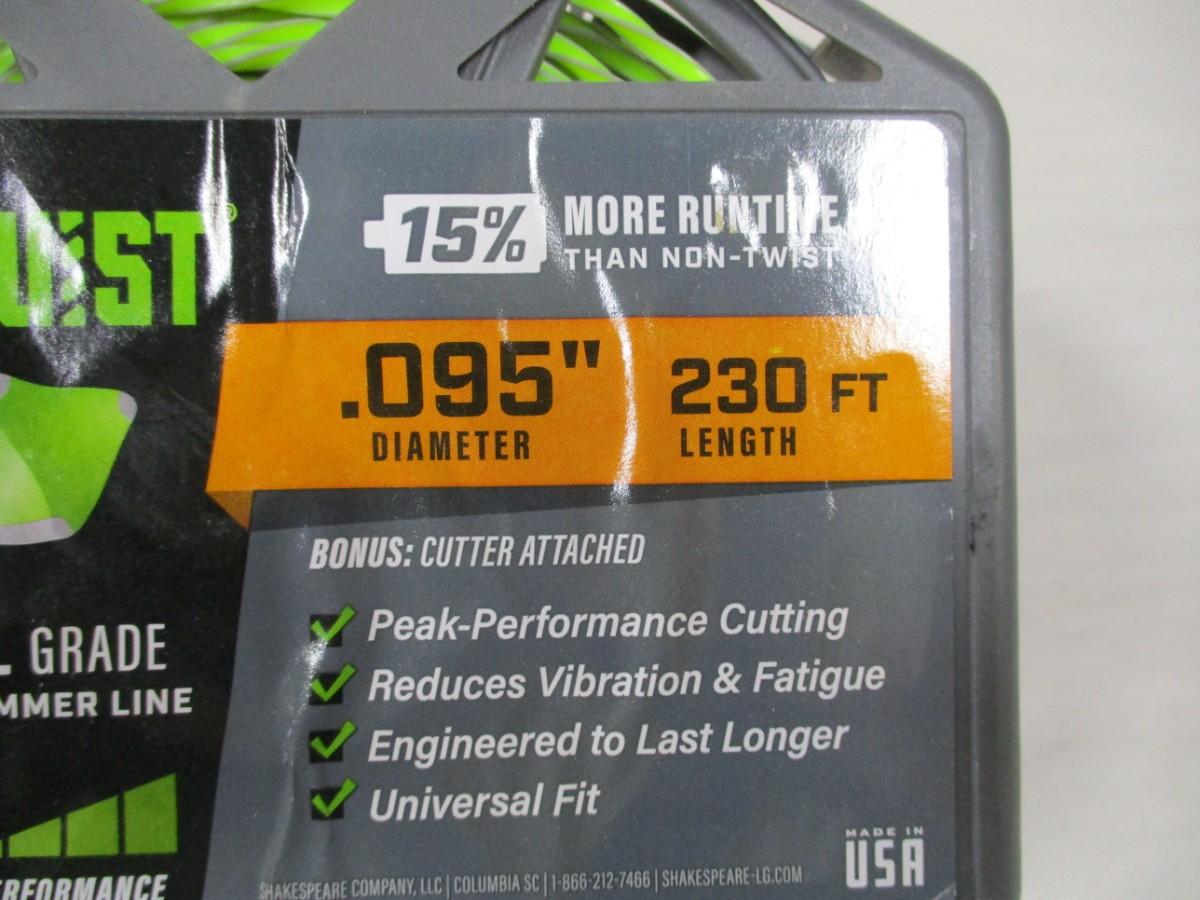 15% MORE RUNTIME
THAN NON-TWIST
.095" 230 FT
DIAMETER LENGTH
BONUS: CUTTER ATTACHED
Peak-Performance Cutting
Reduces Vibration & Fatigue
GRADE
MMER LINE
Engineered to Last Longer
Universal Fit
MADE IN
USA
ERFORMANCE
SHAKESPEARE COMPANY, LLC | COLUMBIA SC | 1-866-212-7466 | SHAKESPEARE-LG.COM